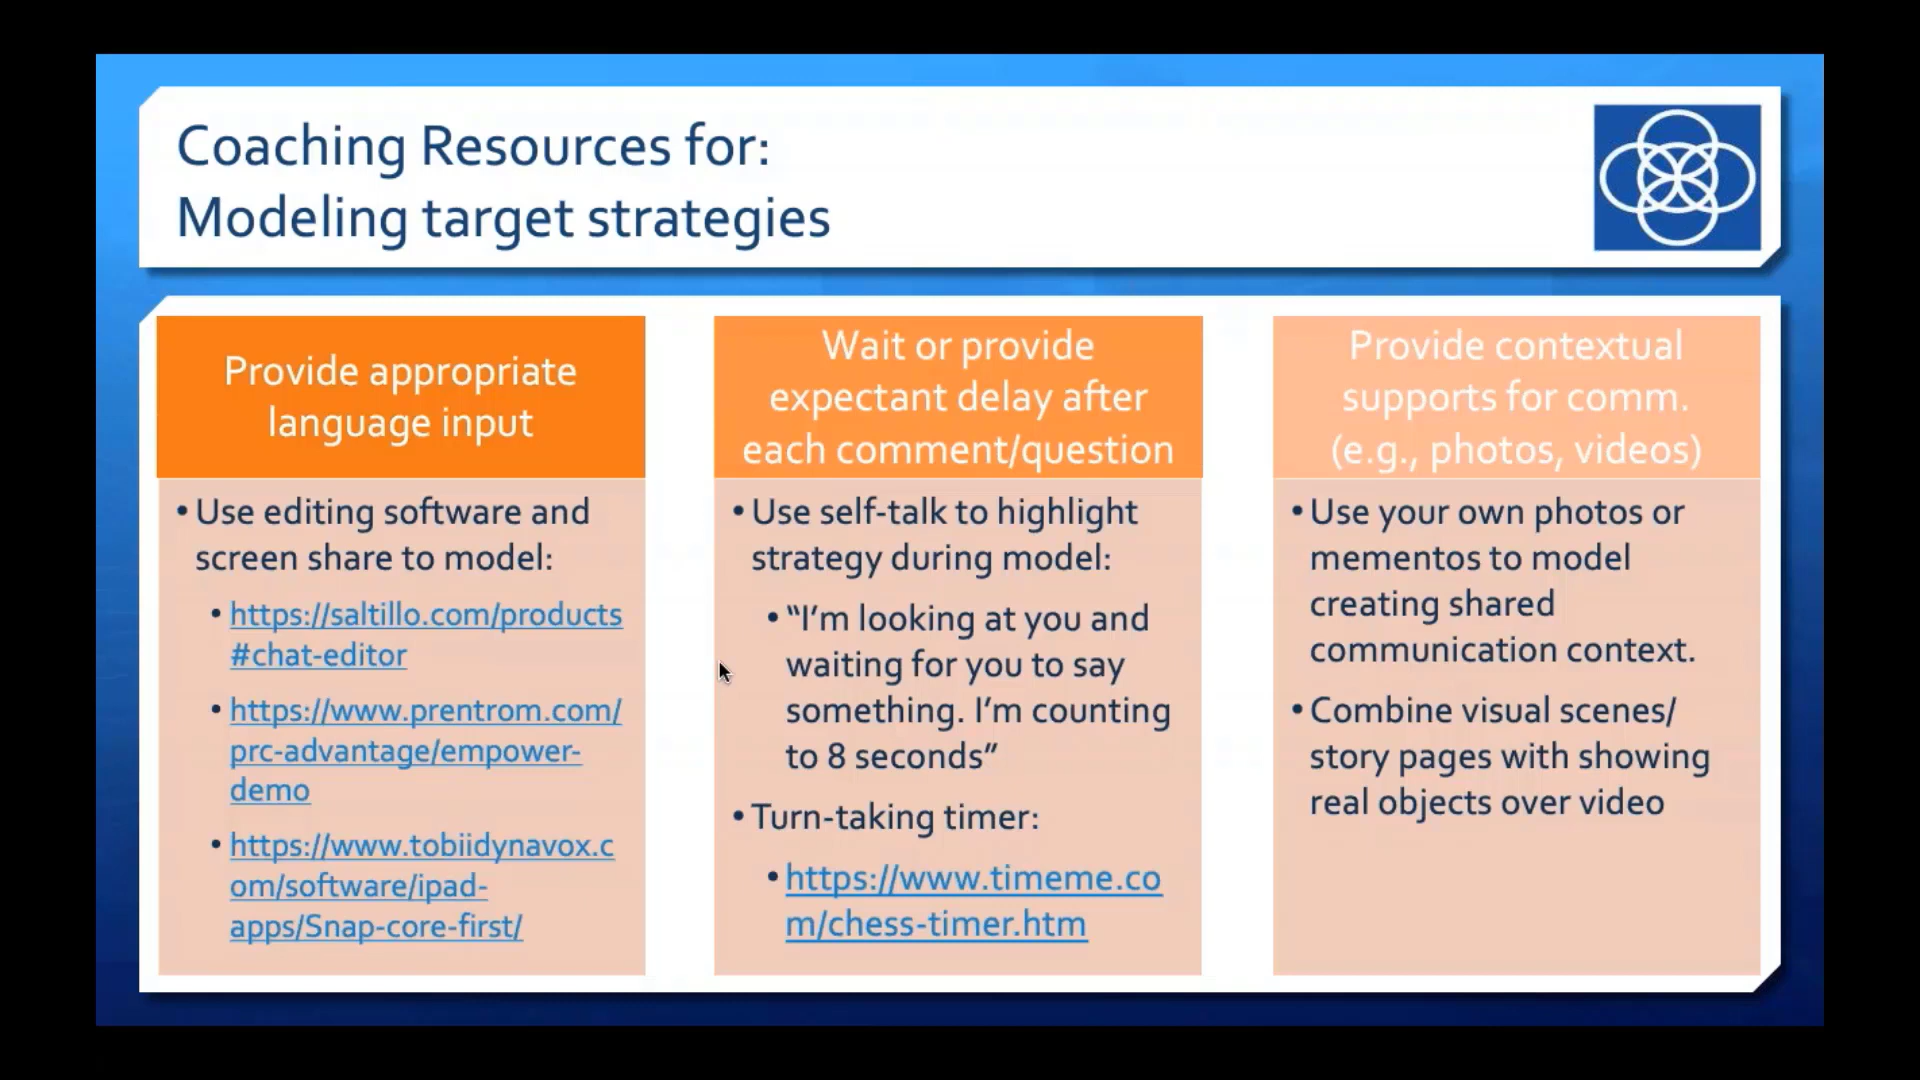 Coaching Resources for:
Modeling target strategies
Provide appropriate
language input
• Use editing software and
screen share to model:
• https://saltillo.com/products
#chat-editor
• https://www.prentrom.com/
prc-advantage/empower-
demo
• https://www.tobiidynavox.c
om/software/ipad-
apps/Snap-core-first/
Wait or provide
expectant delay after
each comment/question
• Use self-talk to highlight
strategy during model:
• “I’m looking at you and
waiting for you to say
something. I’m counting
to 8 seconds”
• Turn-taking timer:
• https://www.timeme.co
m/chess-timer.htm
Provide contextual
supports for comm.
(e.g., photos, videos)
• Use your own photos or
mementos to model
creating shared
communication context.
• Combine visual scenes/
story pages with showing
real objects over video